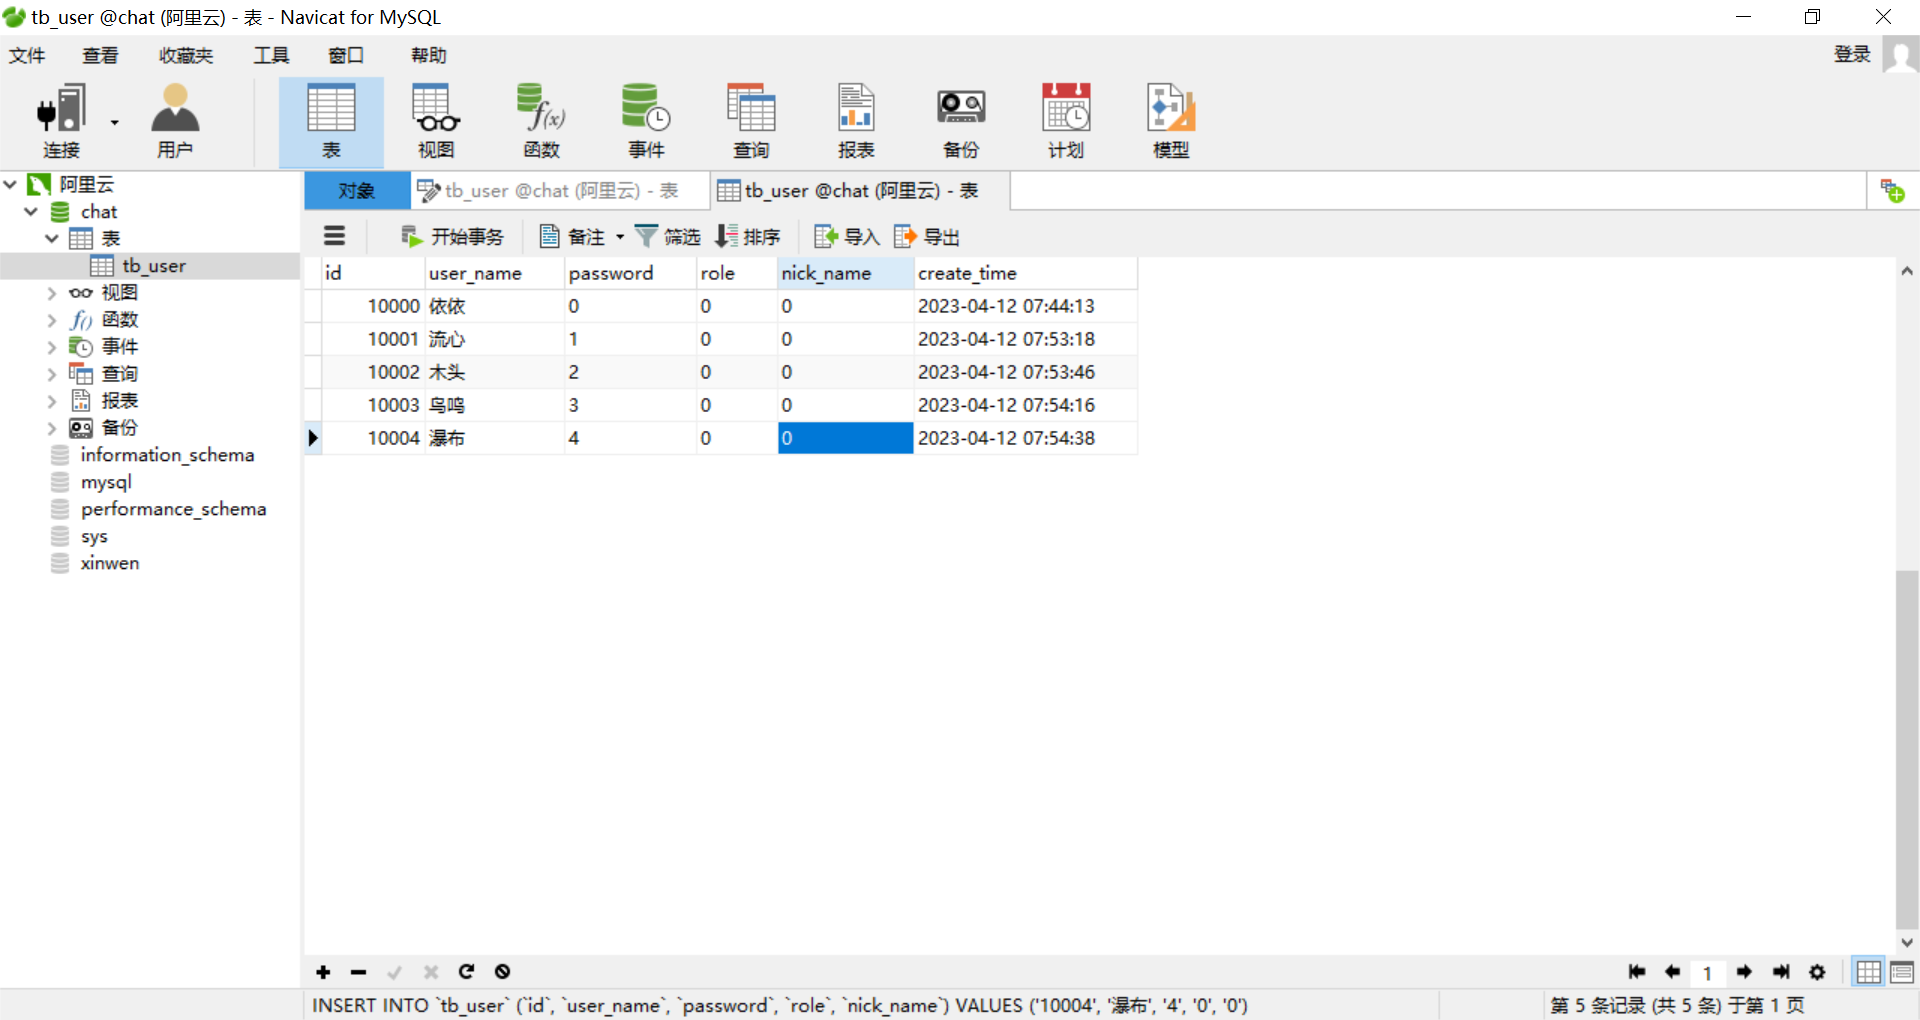 tb_user @chat (阿里云) - 表 - Navicat for MySQL
文件 查看 收藏夹 工具 窗口 帮助 登录
连接 用户 表 视图 函数 事件 查询 报表 备份 计划 模型
阿里云
chat
表
tb_user
视图
函数
事件
查询
报表
备份
information_schema
mysql
performance_schema
sys
xinwen
对象 tb_user @chat (阿里云) - 表 tb_user @chat (阿里云) - 表
开始事务 备注 筛选 排序 导入 导出
id user_name password role nick_name create_time
10000 依依 0 0 0 2023-04-12 07:44:13
10001 流心 1 0 0 2023-04-12 07:53:18
10002 木头 2 0 0 2023-04-12 07:53:46
10003 鸟鸣 3 0 0 2023-04-12 07:54:16
10004 瀑布 4 0 0 2023-04-12 07:54:38
1
INSERT INTO `tb_user` (`id`, `user_name`, `password`, `role`, `nick_name`) VALUES ('10004', '瀑布', '4', '0', '0') 第 5 条记录 (共 5 条) 于第 1 页